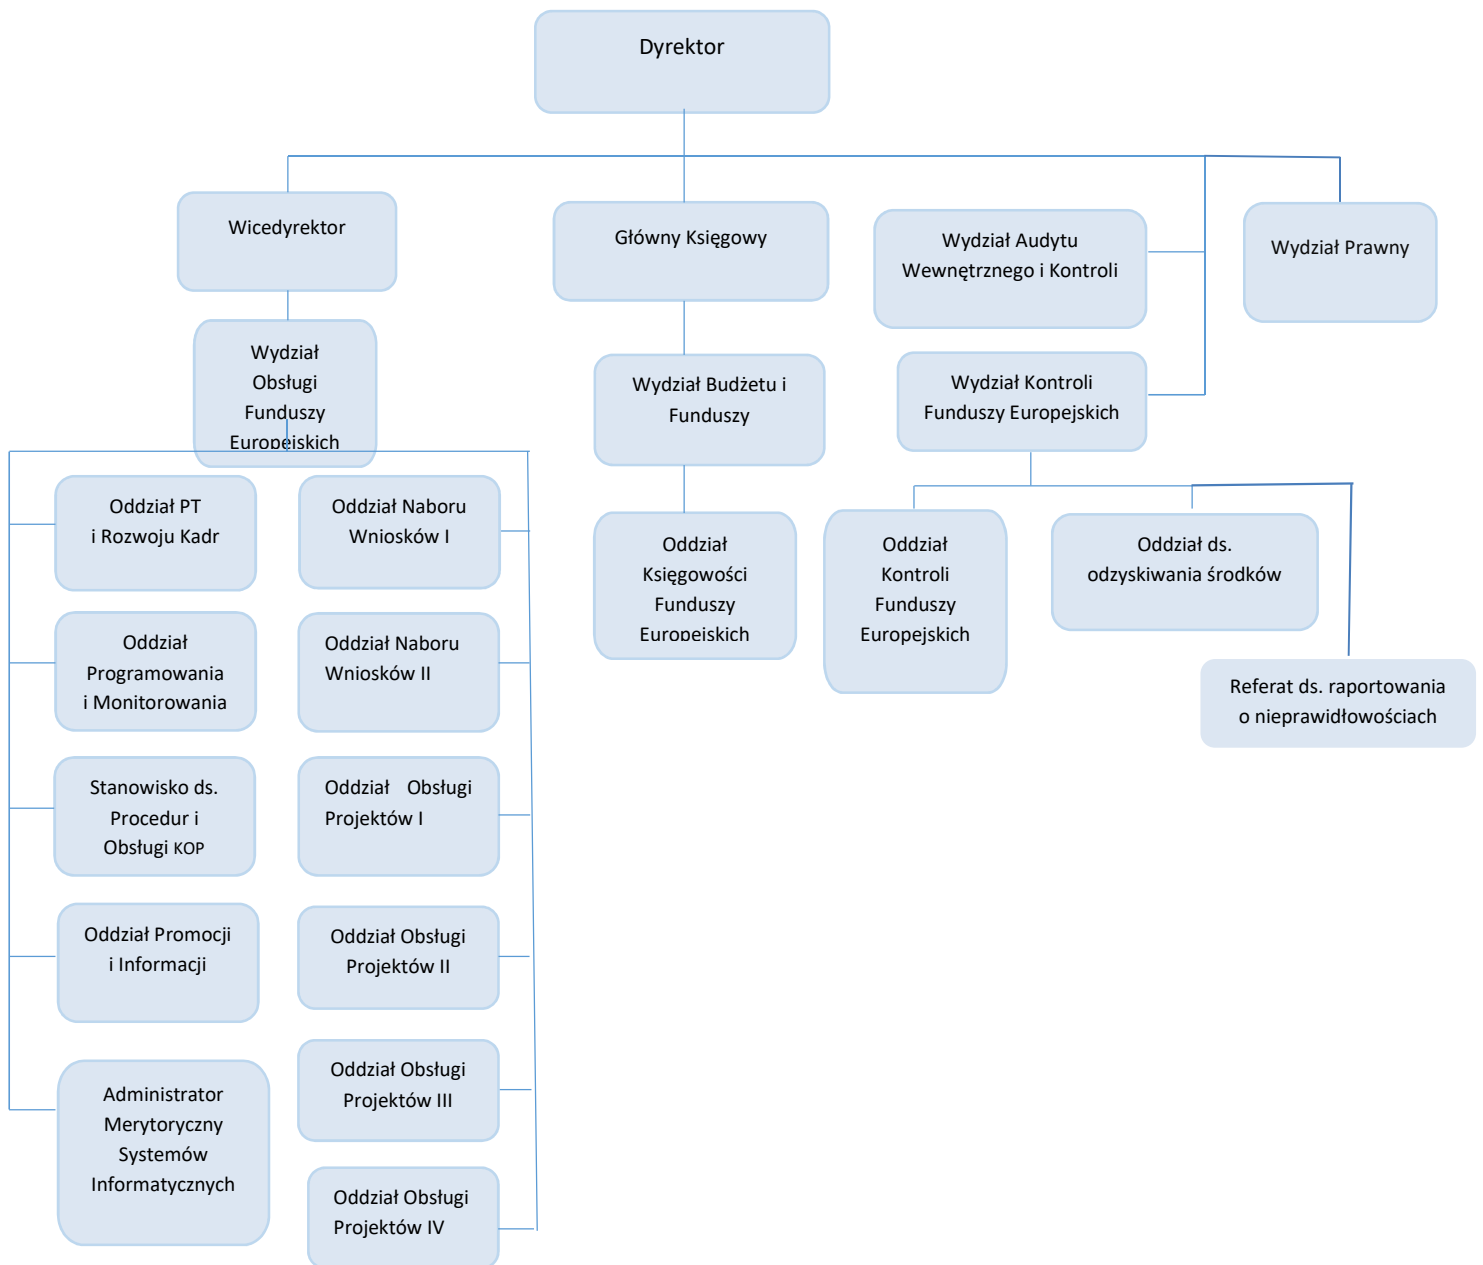 Dyrektor
Wicedyrektor
Główny Księgowy
Wydział Audytu
Wewnętrznego i Kontroli
Wydział Prawny
Wydział
Obsługi
Funduszy
Europejskich
Wydział Budżetu i
Funduszy
Wydział Kontroli
Funduszy Europejskich
Oddział PT
i Rozwoju Kadr
Oddział Naboru
Wniosków I
Oddział
Księgowości
Funduszy
Europejskich
Oddział
Kontroli
Funduszy
Europejskich
Oddział ds.
odzyskiwania środków
Oddział
Programowania
i Monitorowania
Oddział Naboru
Wniosków II
Referat ds. raportowania
o nieprawidłowościach
Stanowisko ds.
Procedur i
Obsługi KOP
Oddział Obsługi
Projektów I
Oddział Promocji
i Informacji
Oddział Obsługi
Projektów II
Administrator
Merytoryczny
Systemów
Informatycznych
Oddział Obsługi
Projektów III
Oddział Obsługi
Projektów IV